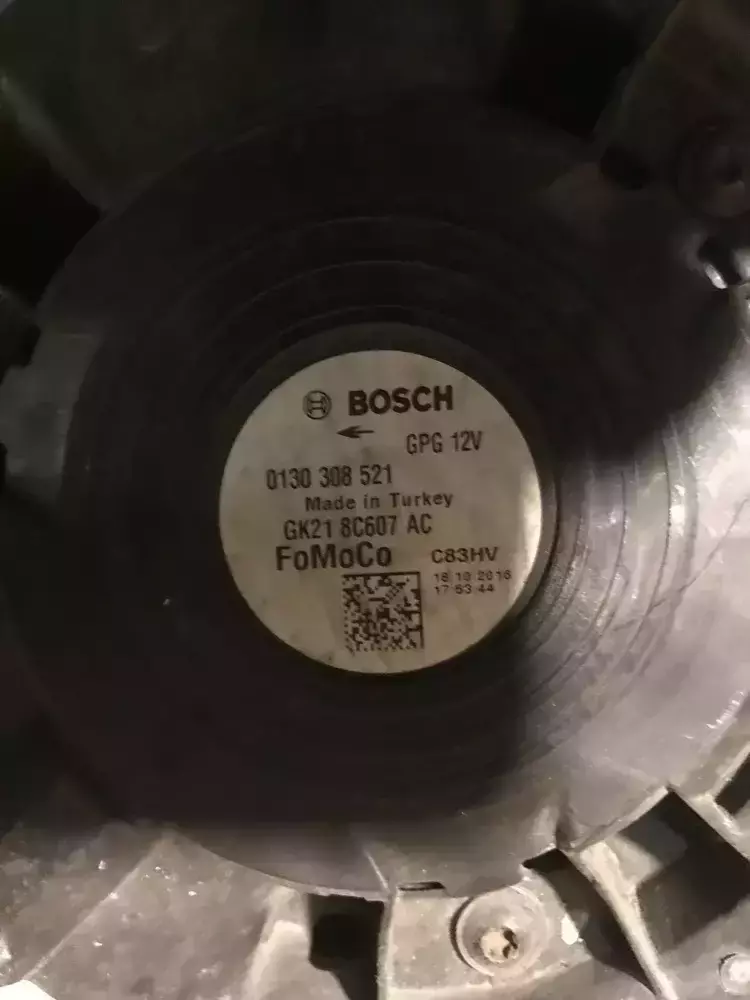 BOSCH
GPG 12V
0130 308 521
Made in Turkey
GK21 8C607 AC
FoMoCo C83HV
18 10 2016
17 53 44